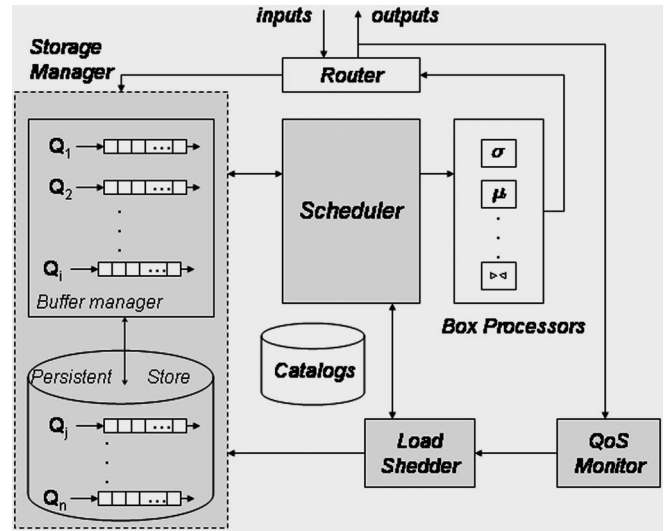 inputs outputs
Storage
Manager
Router
Q1
...
Q2
...
Qi
...
Buffer manager
Scheduler
σ
μ
▷◁
Box Processors
Persistent Store
Catalogs
Qj
...
Qn
...
Load
Shedder
QoS
Monitor